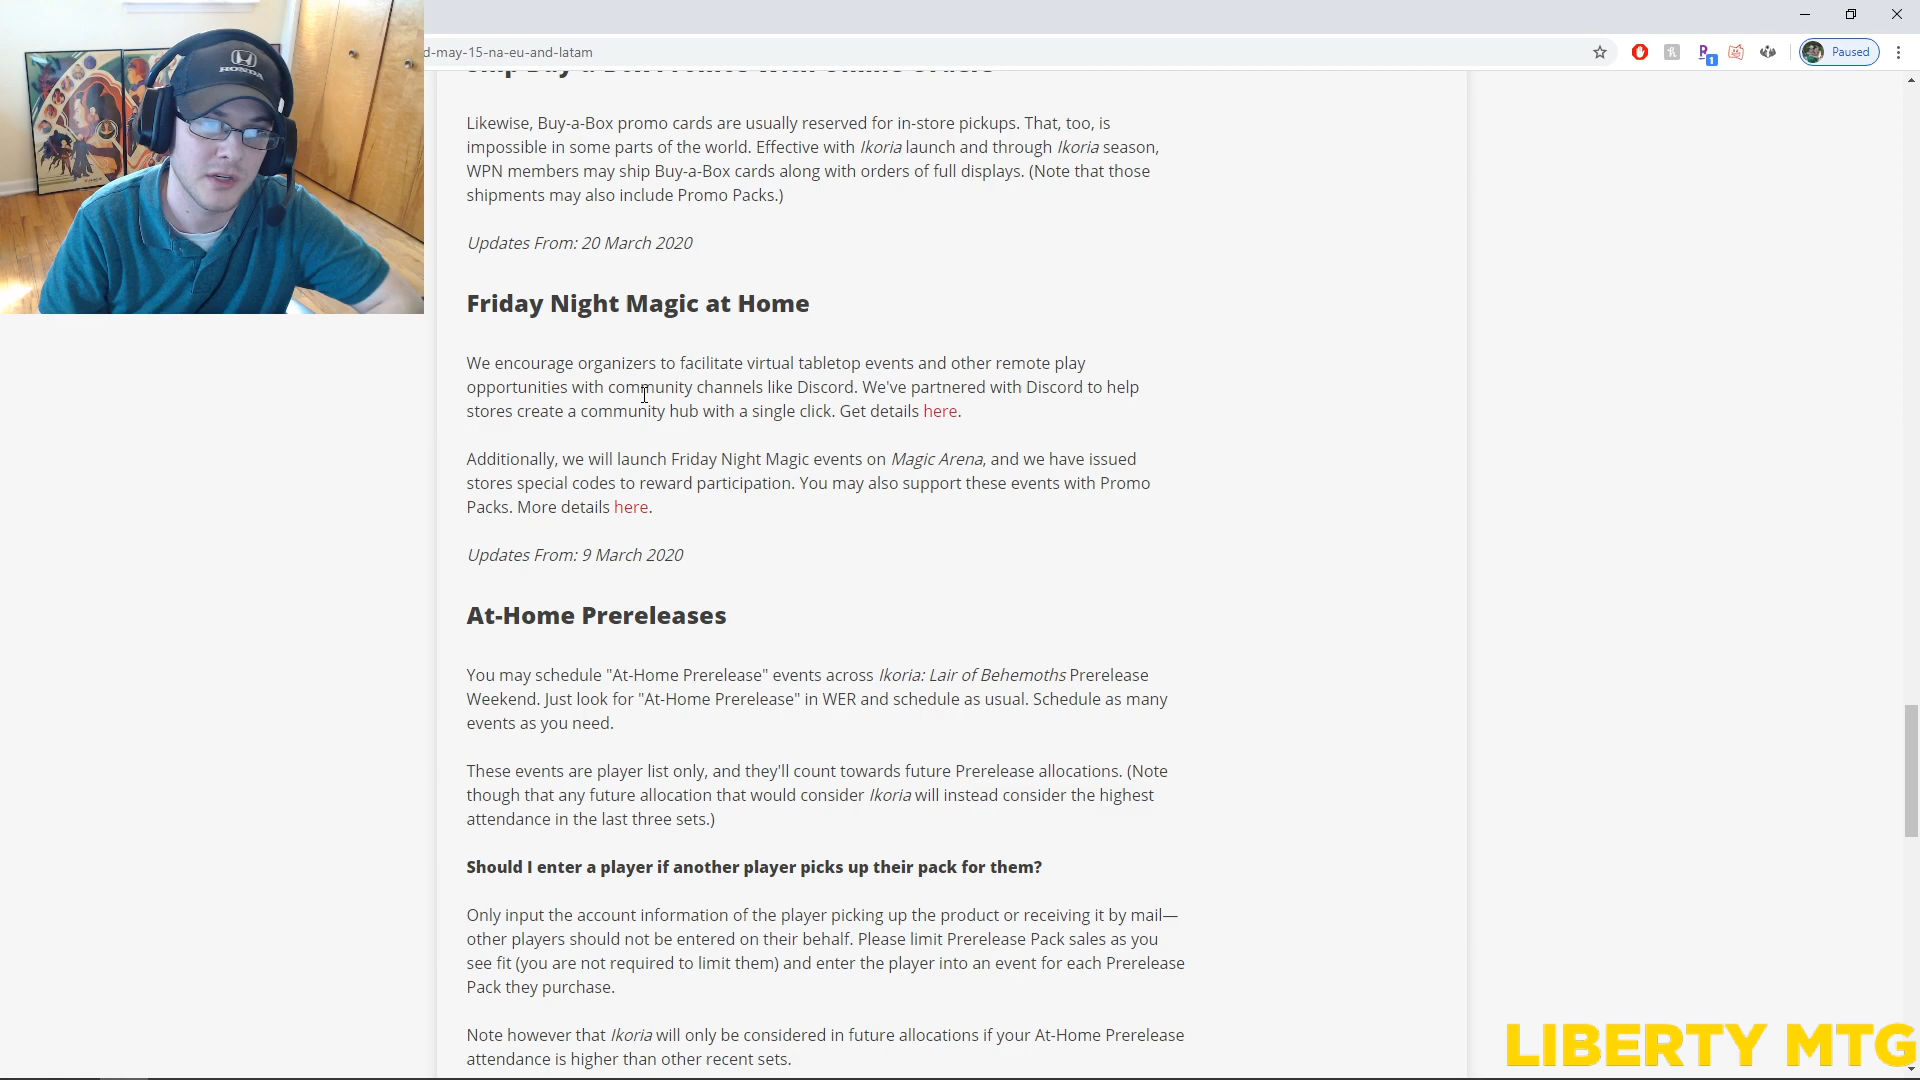 HONDA
d-may-15-na-eu-and-latam
1
Paused
Ship Buy-a-Box Promos with Online Orders
Likewise, Buy-a-Box promo cards are usually reserved for in-store pickups. That, too, is
impossible in some parts of the world. Effective with Ikoria launch and through Ikoria season,
WPN members may ship Buy-a-Box cards along with orders of full displays. (Note that those
shipments may also include Promo Packs.)
Updates From: 20 March 2020
Friday Night Magic at Home
We encourage organizers to facilitate virtual tabletop events and other remote play
opportunities with community channels like Discord. We've partnered with Discord to help
stores create a community hub with a single click. Get details here.
Additionally, we will launch Friday Night Magic events on Magic Arena, and we have issued
stores special codes to reward participation. You may also support these events with Promo
Packs. More details here.
Updates From: 9 March 2020
At-Home Prereleases
You may schedule "At-Home Prerelease" events across Ikoria: Lair of Behemoths Prerelease
Weekend. Just look for "At-Home Prerelease" in WER and schedule as usual. Schedule as many
events as you need.
These events are player list only, and they'll count towards future Prerelease allocations. (Note
though that any future allocation that would consider Ikoria will instead consider the highest
attendance in the last three sets.)
Should I enter a player if another player picks up their pack for them?
Only input the account information of the player picking up the product or receiving it by mail—
other players should not be entered on their behalf. Please limit Prerelease Pack sales as you
see fit (you are not required to limit them) and enter the player into an event for each Prerelease
Pack they purchase.
Note however that Ikoria will only be considered in future allocations if your At-Home Prerelease
attendance is higher than other recent sets.
LIBERTY MTG